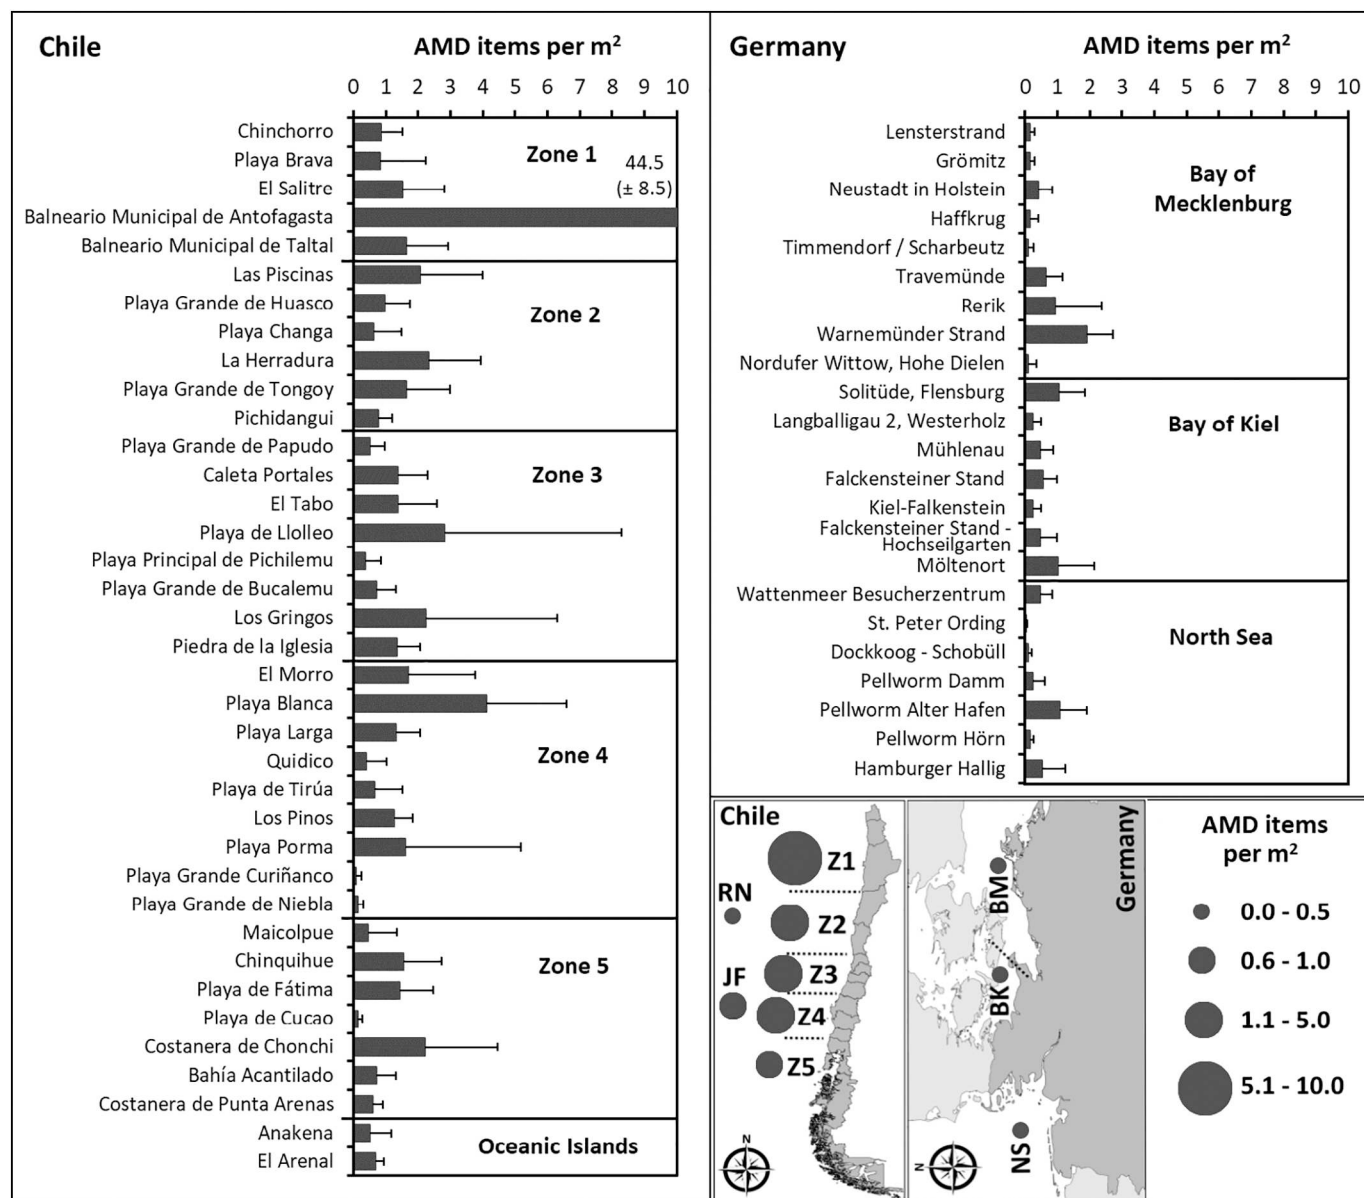 Chile
AMD items per m²
0 1 2 3 4 5 6 7 8 9 10
Chinchorro
Playa Brava
El Salitre
Balneario Municipal de Antofagasta
Balneario Municipal de Taltal
Zone 1
44.5
(± 8.5)
Las Piscinas
Playa Grande de Huasco
Playa Changa
La Herradura
Playa Grande de Tongoy
Pichidangui
Zone 2
Playa Grande de Papudo
Caleta Portales
El Tabo
Playa de Llolleo
Playa Principal de Pichilemu
Playa Grande de Bucalemu
Los Gringos
Piedra de la Iglesia
Zone 3
El Morro
Playa Blanca
Playa Larga
Quidico
Playa de Tirúa
Los Pinos
Playa Porma
Playa Grande Curiñanco
Playa Grande de Niebla
Zone 4
Maicolpue
Chinquihue
Playa de Fátima
Playa de Cucao
Costanera de Chonchi
Bahía Acantilado
Costanera de Punta Arenas
Zone 5
Anakena
El Arenal
Oceanic Islands
Germany
AMD items per m²
0 1 2 3 4 5 6 7 8 9 10
Lensterstrand
Grömitz
Neustadt in Holstein
Haffkrug
Timmendorf / Scharbeutz
Travemünde
Rerik
Warnemünder Strand
Nordufer Wittow, Hohe Dielen
Bay of
Mecklenburg
Solitüde, Flensburg
Langballigau 2, Westerholz
Mühlenau
Falckensteiner Stand
Kiel-Falkenstein
Falckensteiner Stand -
Hochseilgarten
Möltenort
Bay of Kiel
Wattenmeer Besucherzentrum
St. Peter Ording
Dockkoog - Schobüll
Pellworm Damm
Pellworm Alter Hafen
Pellworm Hörn
Hamburger Hallig
North Sea
Chile
Z1
RN
Z2
JF
Z3
Z4
Z5
N
Germany
BM
BK
NS
N
AMD items
per m²
0.0 - 0.5
0.6 - 1.0
1.1 - 5.0
5.1 - 10.0